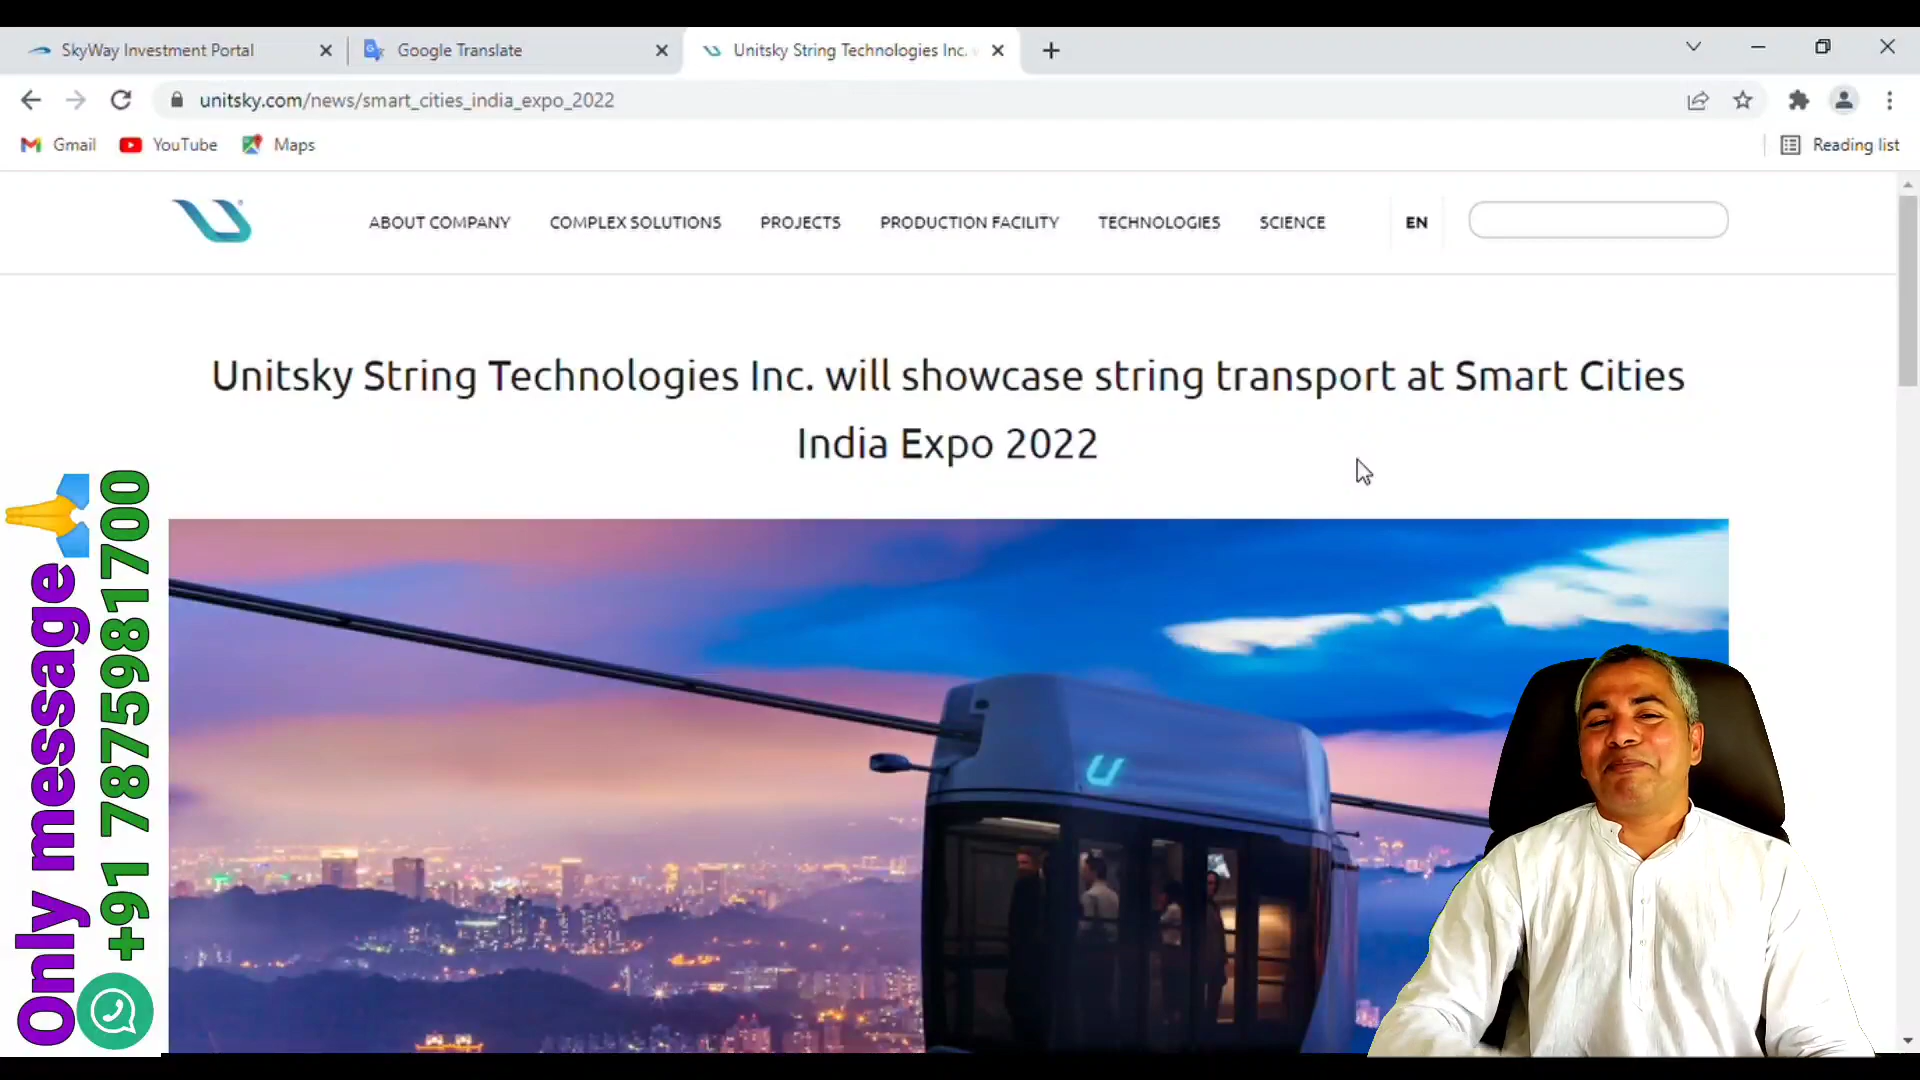 SkyWay Investment Portal
Google Translate
Unitsky String Technologies Inc.
unitsky.com/news/smart_cities_india_expo_2022
Gmail
YouTube
Maps
Reading list
ABOUT COMPANY
COMPLEX SOLUTIONS
PROJECTS
PRODUCTION FACILITY
TECHNOLOGIES
SCIENCE
EN
Unitsky String Technologies Inc. will showcase string transport at Smart Cities
India Expo 2022
Only message
+91 7875981700